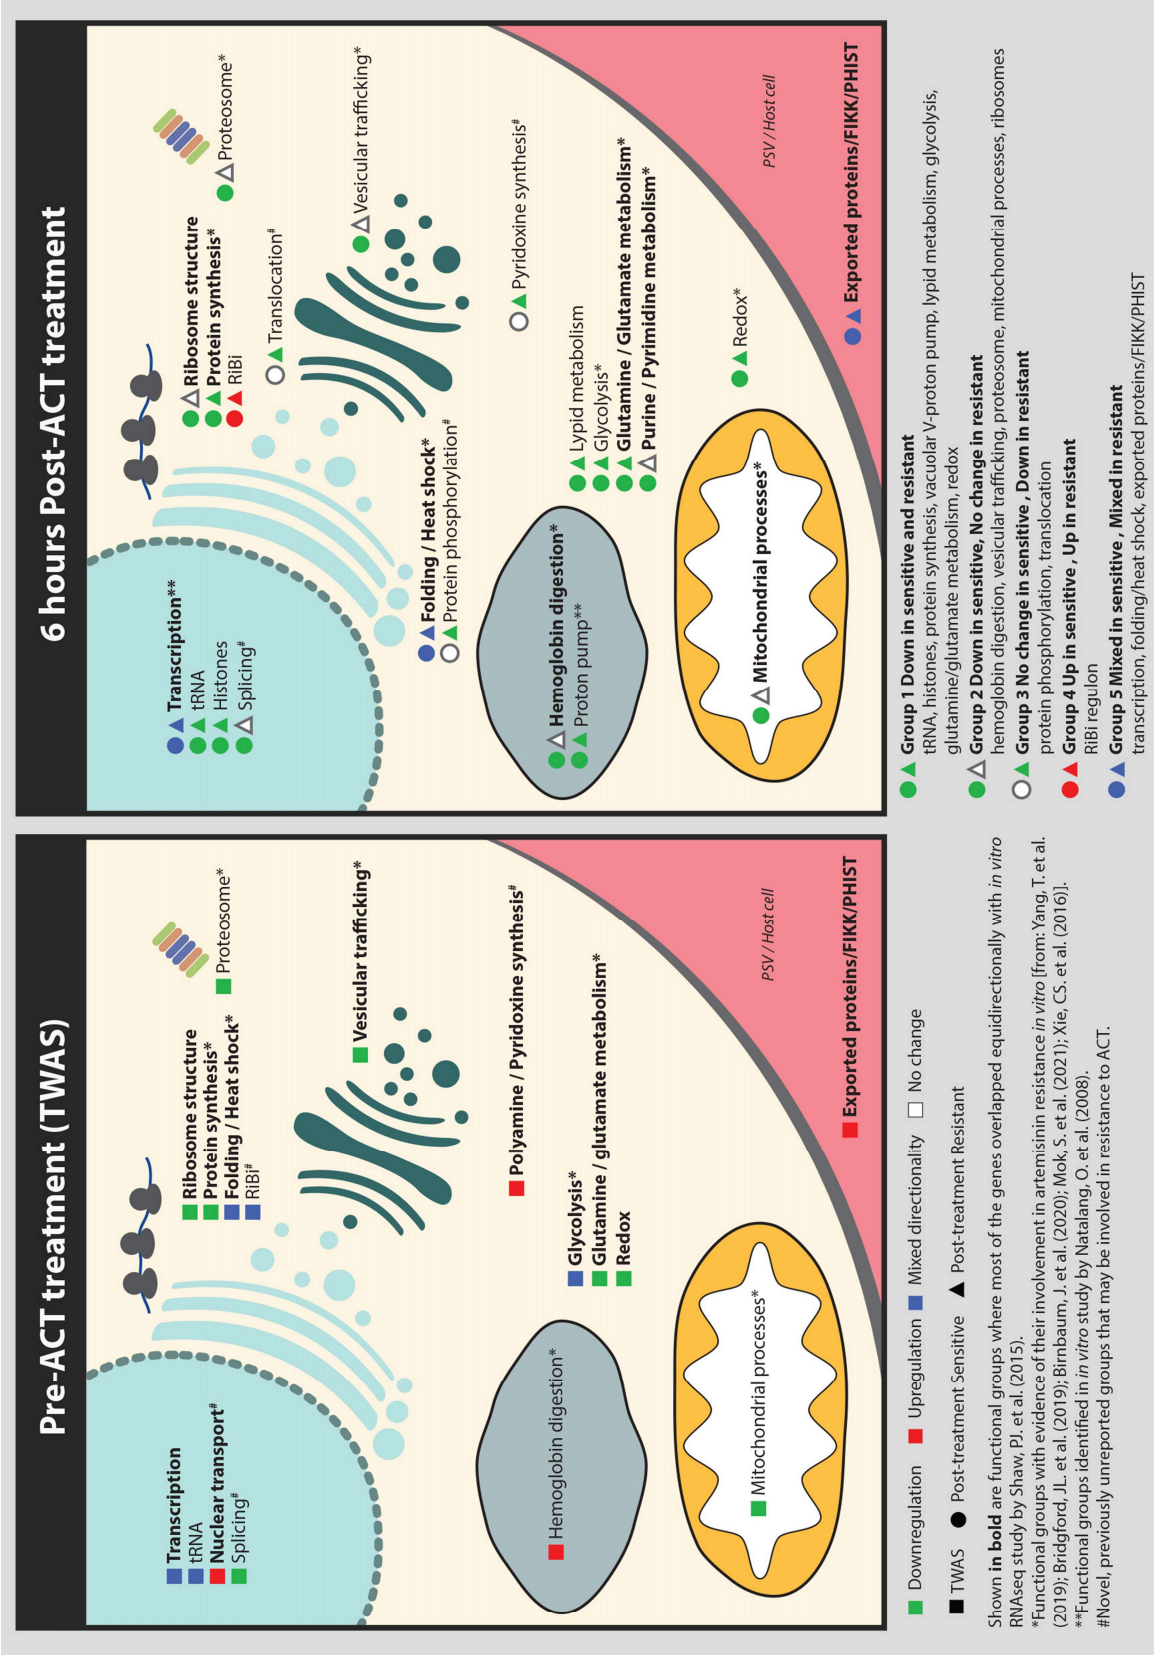 Pre-ACT treatment (TWAS)
Transcription
tRNA
Nuclear transport#
Splicing#
Ribosome structure
Protein synthesis*
Folding / Heat shock*
RiBi#
Proteosome*
Vesicular trafficking*
Polyamine / Pyridoxine synthesis#
Hemoglobin digestion*
Glycolysis*
Glutamine / glutamate metabolism*
Redox
Mitochondrial processes*
PSV / Host cell
Exported proteins/FIKK/PHIST
6 hours Post-ACT treatment
Transcription**
tRNA
Histones
Splicing#
Ribosome structure
Protein synthesis*
RiBi
Proteosome*
Translocation#
Vesicular trafficking*
Folding / Heat shock*
Protein phosphorylation#
Pyridoxine synthesis#
Hemoglobin digestion*
Proton pump**
Lypid metabolism
Glycolysis*
Glutamine / Glutamate metabolism*
Purine / Pyrimidine metabolism*
Redox*
Mitochondrial processes*
PSV / Host cell
Exported proteins/FIKK/PHIST
Downregulation Upregulation Mixed directionality No change
TWAS Post-treatment Sensitive Post-treatment Resistant
Shown in bold are functional groups where most of the genes overlapped equidirectionally with in vitro
RNAseq study by Shaw, PJ. et al. (2015).
*Functional groups with evidence of their involvement in artemisinin resistance in vitro [from: Yang, T. et al.
(2019); Bridgford, JL. et al. (2019); Birnbaum, J. et al. (2020); Mok, S. et al. (2021); Xie, CS. et al. (2016)].
**Functional groups identified in in vitro study by Natalang, O. et al. (2008).
#Novel, previously unreported groups that may be involved in resistance to ACT.
Group 1 Down in sensitive and resistant
tRNA, histones, protein synthesis, vacuolar V-proton pump, lypid metabolism, glycolysis,
glutamine/glutamate metabolism, redox
Group 2 Down in sensitive, No change in resistant
hemoglobin digestion, vesicular trafficking, proteosome, mitochondrial processes, ribosomes
Group 3 No change in sensitive , Down in resistant
protein phosphorylation, translocation
Group 4 Up in sensitive , Up in resistant
RiBi regulon
Group 5 Mixed in sensitive , Mixed in resistant
transcription, folding/heat shock, exported proteins/FIKK/PHIST